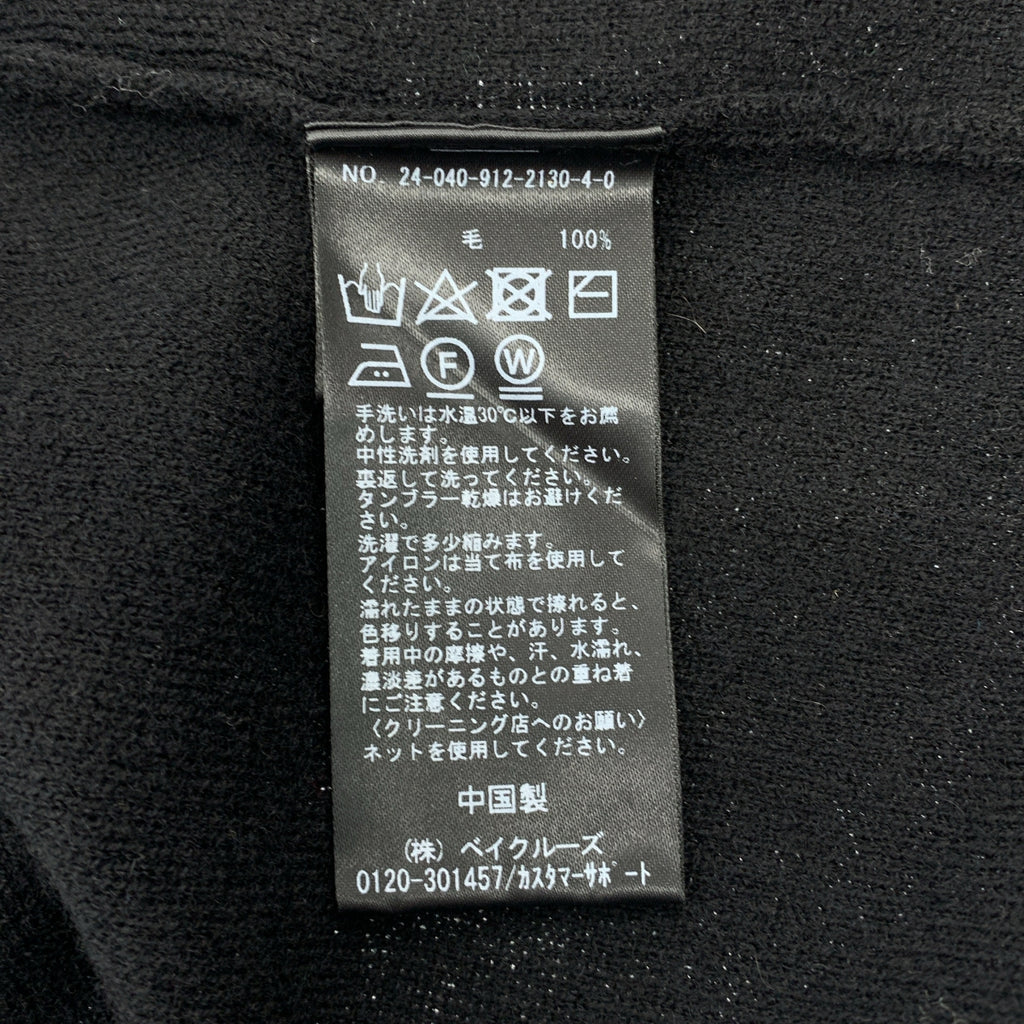 NO. 24-040-912-2130-4-0
毛 100%
F W
手洗いは水温30℃以下をお薦
めします。
中性洗剤を使用してください。
裏返して洗ってください。
タンブラー乾燥はお避けくだ
さい。
洗濯で多少縮みます。
アイロンは当て布を使用して
ください。
濡れたままの状態で擦れると、
色移りすることがあります。
着用中の摩擦や、汗、水濡れ、
濃淡差があるものとの重ね着
にご注意ください。
〈クリーニング店へのお願い〉
ネットを使用してください。
中国製
(株) ベイクルーズ
0120-301457/カスタマーサポート